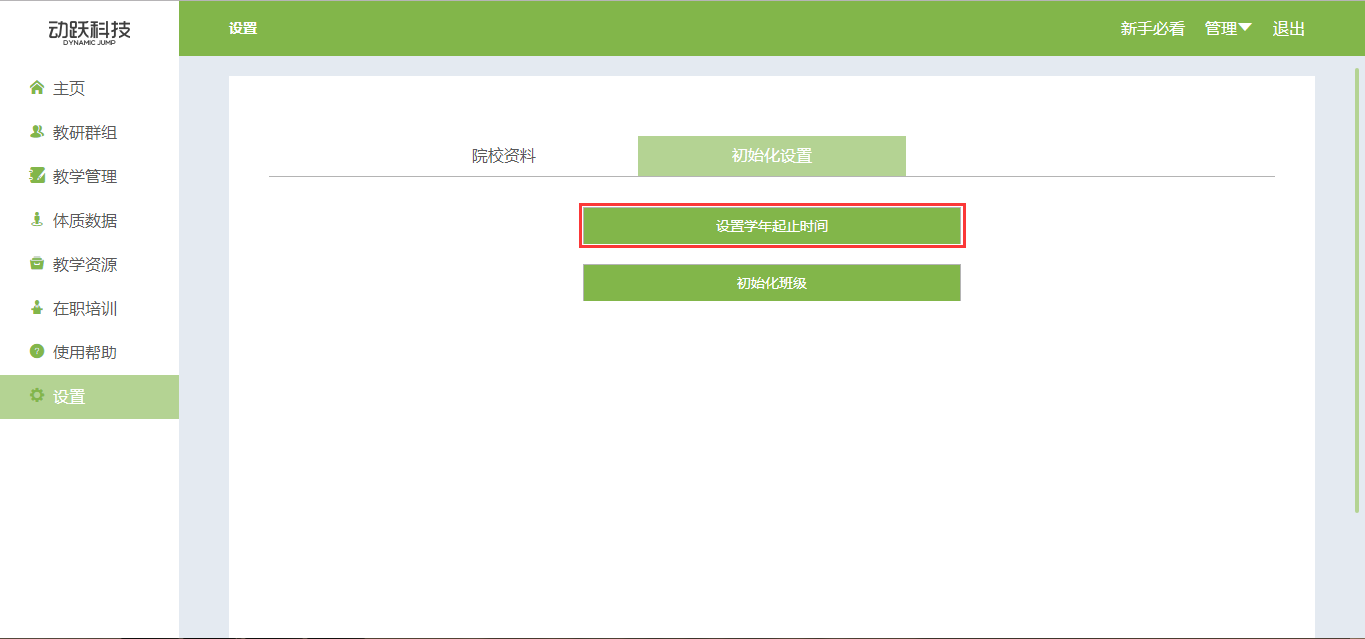 动跃科技
DYNAMIC JUMP
设置
新手必看 管理 退出
主页
教研群组
教学管理
体质数据
教学资源
在职培训
使用帮助
设置
院校资料 初始化设置
设置学年起止时间
初始化班级